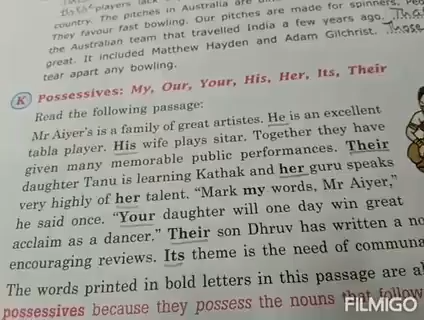 players lack
country. The pitches in Australia are
They favour fast bowling. Our pitches are made for spinners.
the Australian team that travelled India a few years ago
great. It included Matthew Hayden and Adam Gilchrist. Those
tear apart any bowling.
K Possessives: My, Our, Your, His, Her, Its, Their
Read the following passage:
Mr Aiyer's is a family of great artistes. He is an excellent
tabla player. His wife plays sitar. Together they have
given many memorable public performances. Their
daughter Tanu is learning Kathak and her guru speaks
very highly of her talent. "Mark my words, Mr Aiyer,"
he said once. "Your daughter will one day win great
acclaim as a dancer." Their son Dhruv has written a
encouraging reviews. Its theme is the need of
The words printed in bold letters in this passage are
possessives because they possess the nouns that follow
FILMIGO